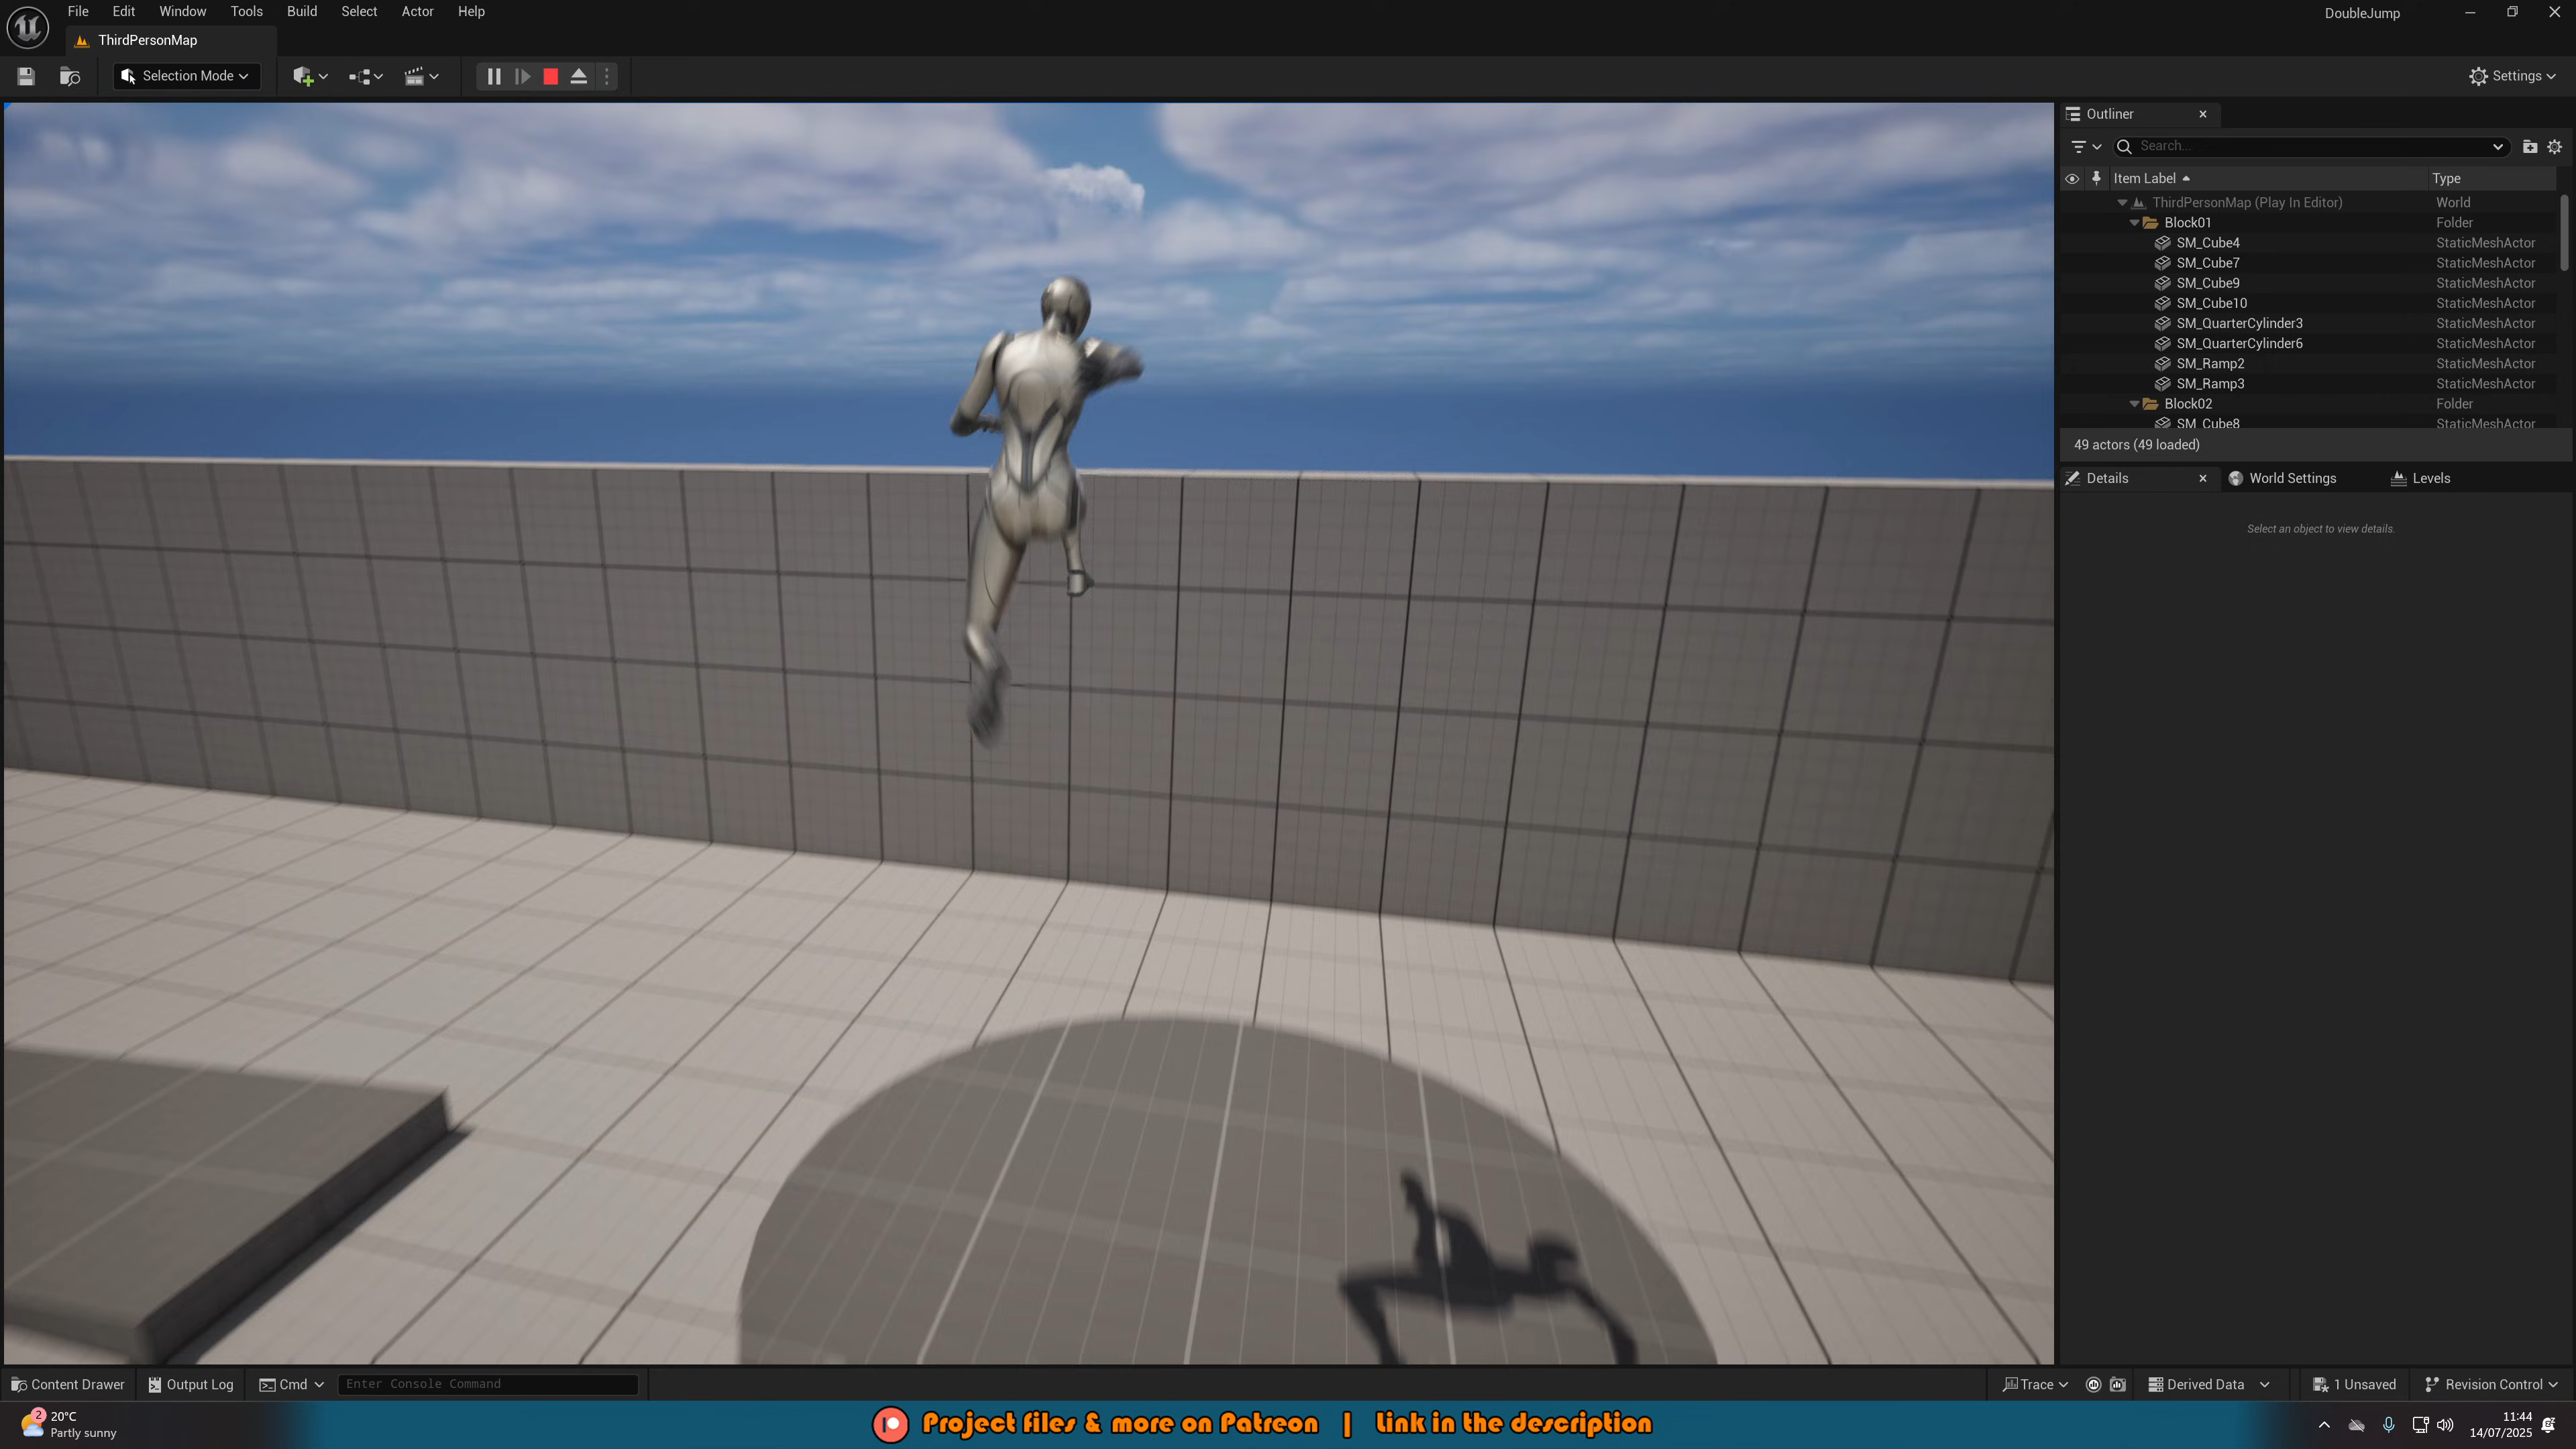 File Edit Window Tools Build Select Actor Help
DoubleJump
ThirdPersonMap
Selection Mode
Settings
Outliner
Search...
Item Label Type
ThirdPersonMap (Play In Editor) World
Block01 Folder
SM_Cube4 StaticMeshActor
SM_Cube7 StaticMeshActor
SM_Cube9 StaticMeshActor
SM_Cube10 StaticMeshActor
SM_QuarterCylinder3 StaticMeshActor
SM_QuarterCylinder6 StaticMeshActor
SM_Ramp2 StaticMeshActor
SM_Ramp3 StaticMeshActor
Block02 Folder
SM_Cube8 StaticMeshActor
49 actors (49 loaded)
Details World Settings Levels
Select an object to view details.
Content Drawer Output Log Cmd Enter Console Command Trace Derived Data 1 Unsaved Revision Control
2 20°C
Partly sunny
Project files & more on Patreon | Link in the description
11:44
14/07/2025